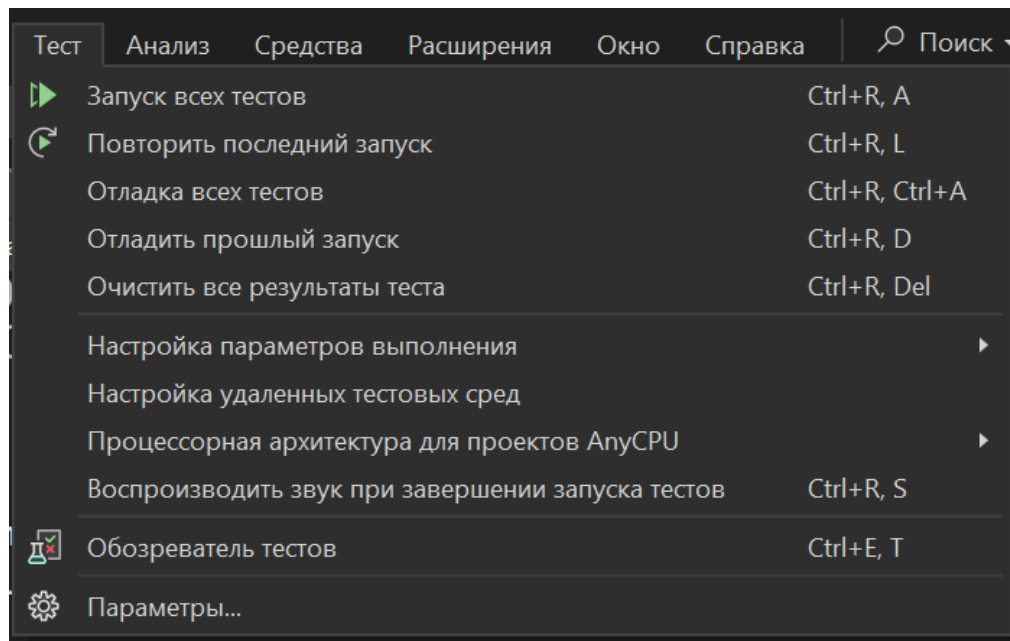 Тест Анализ Средства Расширения Окно Справка Поиск
Запуск всех тестов Ctrl+R, A
Повторить последний запуск Ctrl+R, L
Отладка всех тестов Ctrl+R, Ctrl+A
Отладить прошлый запуск Ctrl+R, D
Очистить все результаты теста Ctrl+R, Del
Настройка параметров выполнения
Настройка удаленных тестовых сред
Процессорная архитектура для проектов AnyCPU
Воспроизводить звук при завершении запуска тестов Ctrl+R, S
Обозреватель тестов Ctrl+E, T
Параметры...